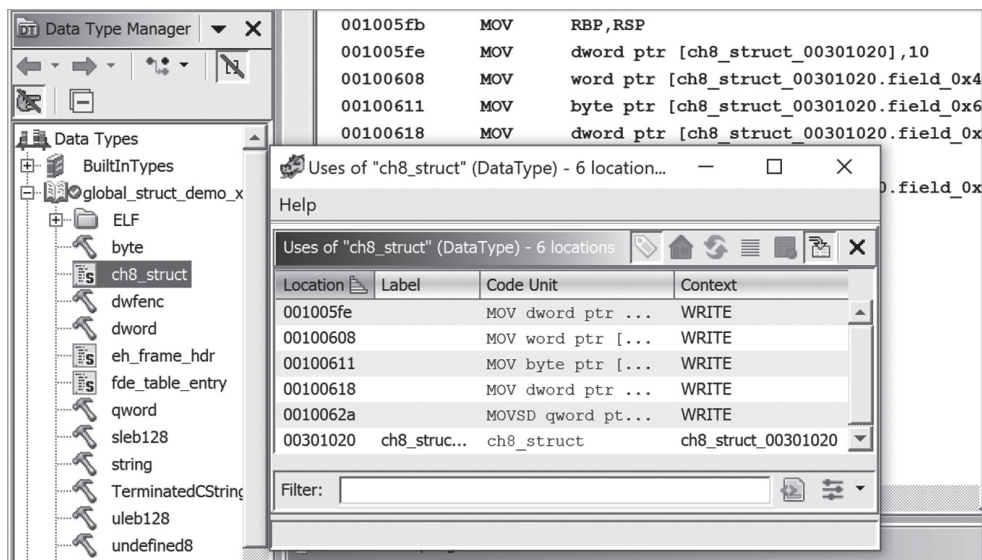 Data Type Manager
Data Types
BuiltInTypes
global_struct_demo_x
ELF
byte
ch8_struct
dwfenc
dword
eh_frame_hdr
fde_table_entry
qword
sleb128
string
TerminatedCString
uleb128
undefined8
001005fb MOV RBP,RSP
001005fe MOV dword ptr [ch8_struct_00301020],10
00100608 MOV word ptr [ch8_struct_00301020.field_0x4
00100611 MOV byte ptr [ch8_struct_00301020.field_0x6
00100618 MOV dword ptr [ch8_struct_00301020.field_0x
.field_0x
Uses of "ch8_struct" (DataType) - 6 location...
Help
Uses of "ch8_struct" (DataType) - 6 locations
Location Label Code Unit Context
001005fe MOV dword ptr ... WRITE
00100608 MOV word ptr [... WRITE
00100611 MOV byte ptr [... WRITE
00100618 MOV dword ptr ... WRITE
0010062a MOVSD qword pt... WRITE
00301020 ch8_struc... ch8_struct ch8_struct_00301020
Filter: